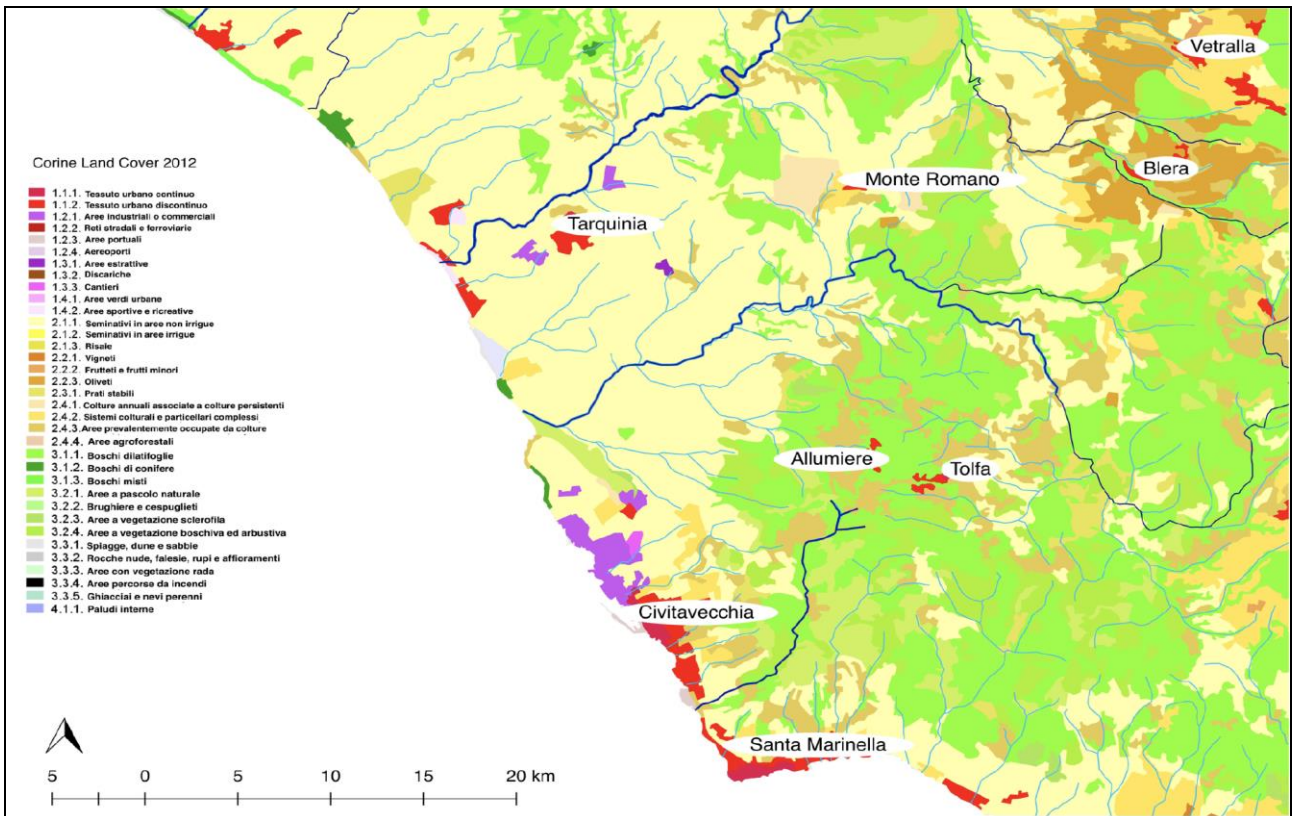 Vetralla
Blera
Monte Romano
Tarquinia
Allumiere
Tolfa
Civitavecchia
Santa Marinella
Corine Land Cover 2012
1.1.1. Tessuto urbano continuo
1.1.2. Tessuto urbano discontinuo
1.2.1. Aree industriali o commerciali
1.2.2. Reti stradali e ferroviarie
1.2.3. Aree portuali
1.2.4. Aereoporti
1.3.1. Aree estrattive
1.3.2. Discariche
1.3.3. Cantieri
1.4.1. Aree verdi urbane
1.4.2. Aree sportive e ricreative
2.1.1. Seminativi in aree non irrigue
2.1.2. Seminativi in aree irrigue
2.1.3. Risaie
2.2.1. Vigneti
2.2.2. Frutteti e frutti minori
2.2.3. Oliveti
2.3.1. Prati stabili
2.4.1. Colture annuali associate a colture persistenti
2.4.2. Sistemi colturali e particellari complessi
2.4.3. Aree prevalentemente occupate da colture
2.4.4. Aree agroforestali
3.1.1. Boschi dilatifoglie
3.1.2. Boschi di conifere
3.1.3. Boschi misti
3.2.1. Aree a pascolo naturale
3.2.2. Brughiere e cespuglieti
3.2.3. Aree a vegetazione sclerofila
3.2.4. Aree a vegetazione boschiva ed arbustiva
3.3.1. Spiagge, dune e sabbie
3.3.2. Rocche nude, falesie, rupi e affioramenti
3.3.3. Aree con vegetazione rada
3.3.4. Aree percorse da incendi
3.3.5. Ghiacciai e nevi perenni
4.1.1. Paludi interne
5 0 5 10 15 20 km